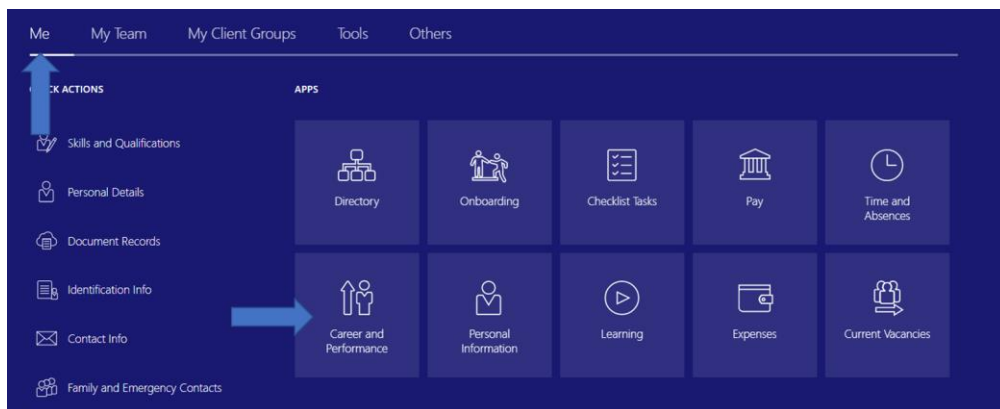 Me My Team My Client Groups Tools Others
ACTIONS
APPS
Skills and Qualifications
Personal Details
Document Records
Identification Info
Contact Info
Family and Emergency Contacts
Directory Onboarding Checklist Tasks Pay Time and
Absences
Career and Personal Learning Expenses Current Vacancies
Performance Information